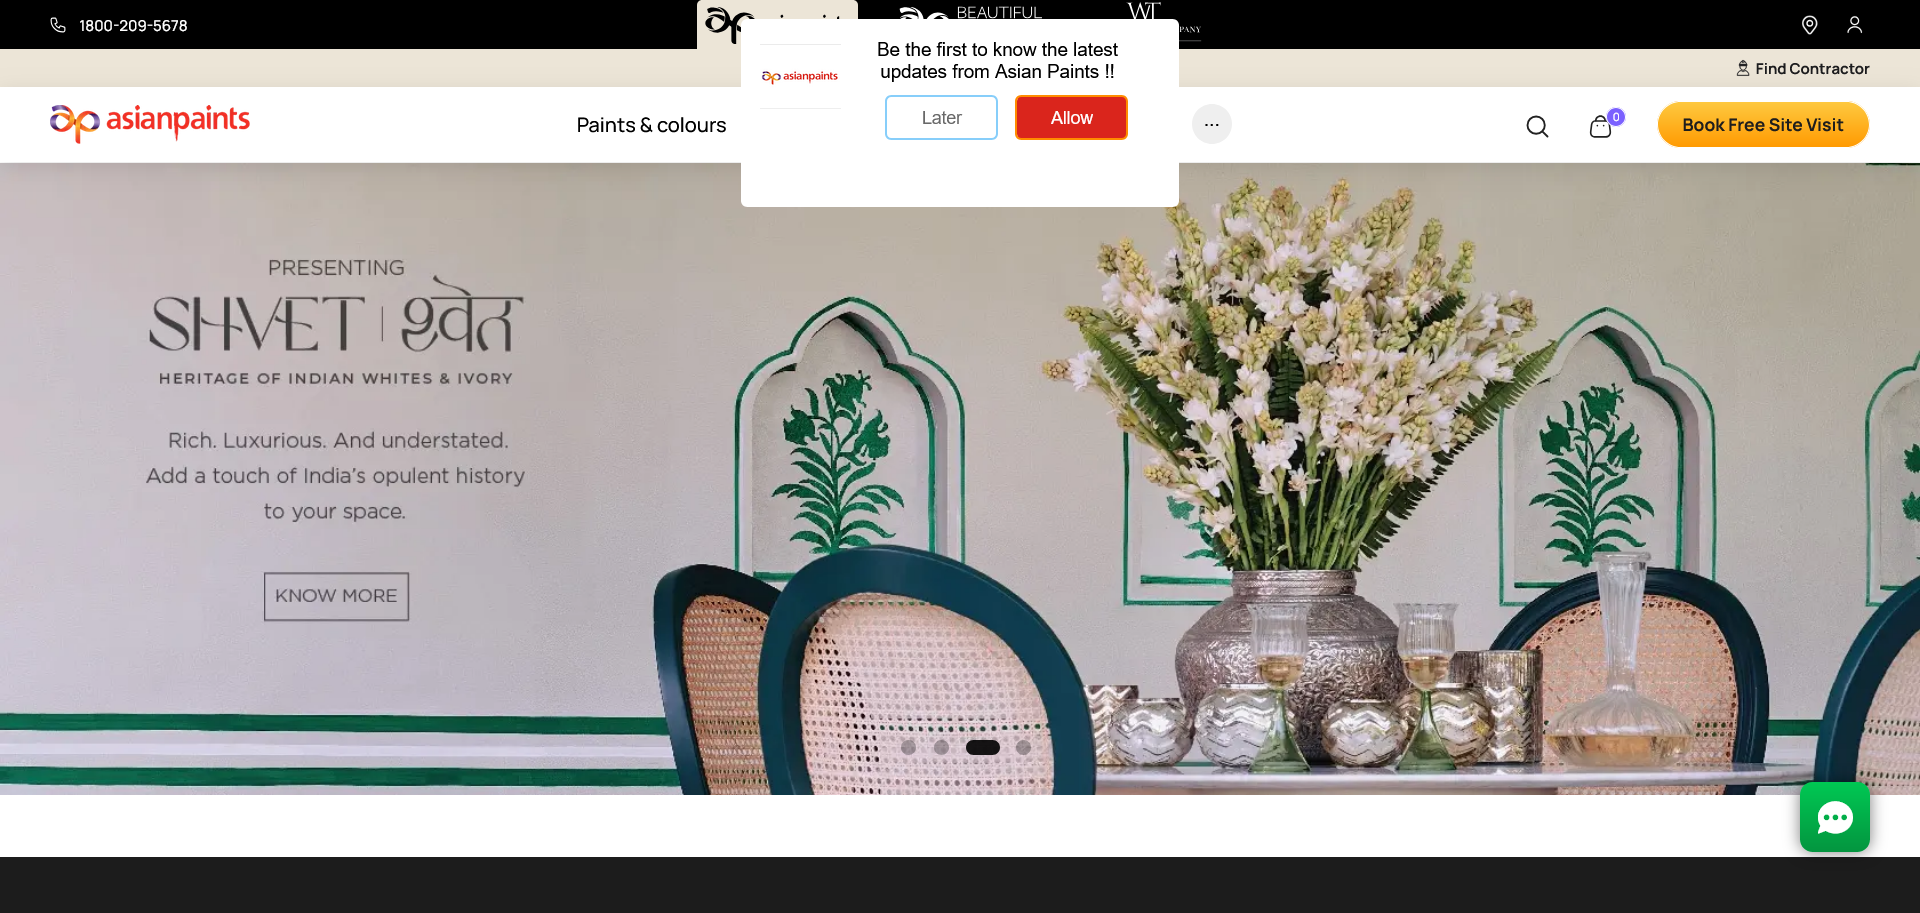 1800-209-5678
BEAUTIFUL
WT
Be the first to know the latest
updates from Asian Paints !!
asianpaints
Later
Allow
Find Contractor
asianpaints
Paints & colours
...
0
Book Free Site Visit
PRESENTING
SHVET | श्वेत
HERITAGE OF INDIAN WHITES & IVORY
Rich. Luxurious. And understated.
Add a touch of India's opulent history
to your space.
KNOW MORE